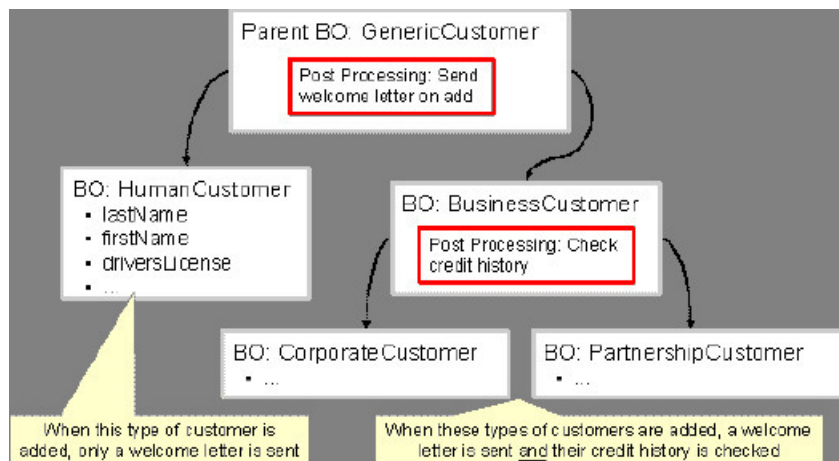 Parent BO: GenericCustomer
Post Processing: Send
welcome letter on add
BO: HumanCustomer
▪ lastName
▪ firstName
▪ driversLicense
▪ ...
BO: BusinessCustomer
Post Processing: Check
credit history
BO: CorporateCustomer
▪ ...
BO: PartnershipCustomer
▪ ...
When this type of customer is
added, only a welcome letter is sent
When these types of customers are added, a welcome
letter is sent and their credit history is checked